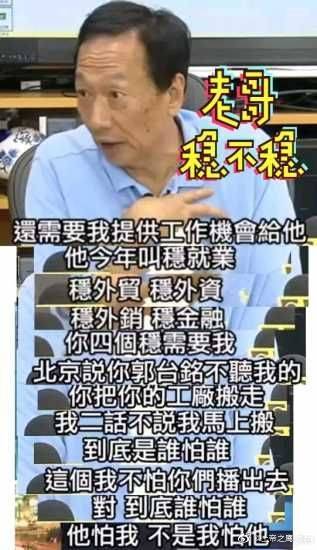 老哥
稳不稳
還需要我提供工作機會給他
他今年叫穩就業
穩外貿 穩外資
穩外銷 穩金融
你四個穩需要我
北京說你郭台銘不聽我的
你把你的工廠搬走
我二話不說我馬上搬
到底是誰怕誰
這個我不怕你們播出去
對 到底誰怕誰
他怕我 不是我怕他